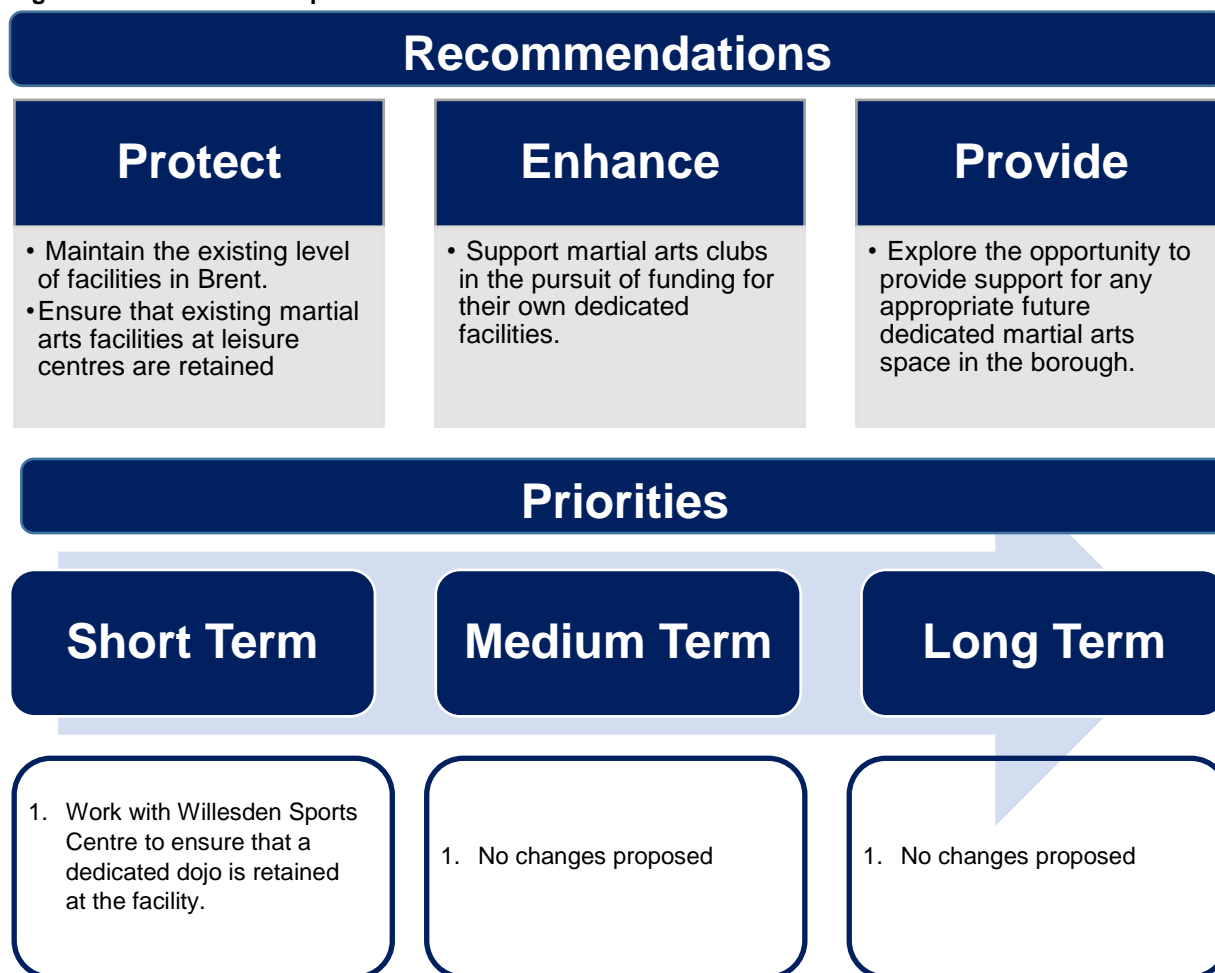 Recommendations
Protect
• Maintain the existing level
of facilities in Brent.
•Ensure that existing martial
arts facilities at leisure
centres are retained
Enhance
• Support martial arts clubs
in the pursuit of funding for
their own dedicated
facilities.
Provide
• Explore the opportunity to
provide support for any
appropriate future
dedicated martial arts
space in the borough.
Priorities
Short Term
Medium Term
Long Term
1. Work with Willesden Sports
Centre to ensure that a
dedicated dojo is retained
at the facility.
1. No changes proposed
1. No changes proposed